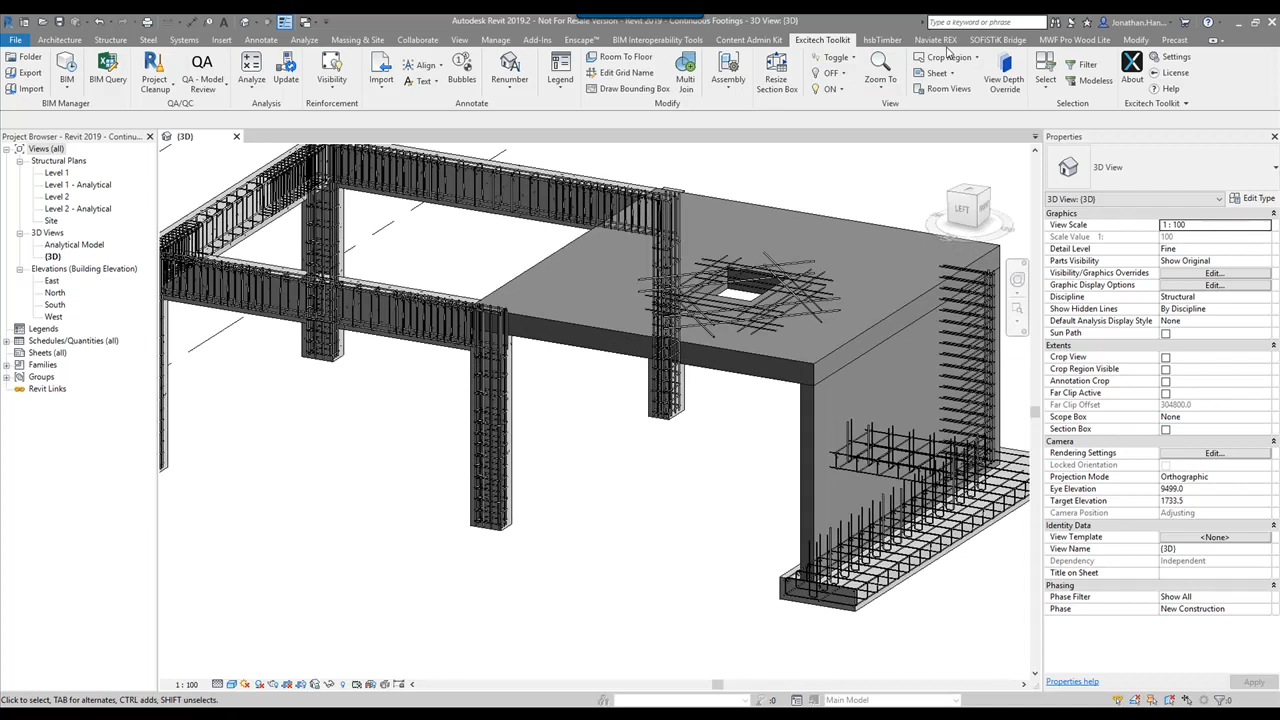 Autodesk Revit 2019.2 - Not For Resale Version - Continuous Footings - 3D View: {3D}
Type a keyword or phrase
Jonathan.Han...
File Architecture Structure Steel Systems Insert Annotate Analyze Massing & Site Collaborate View Manage Add-Ins Enscape™ BIM Interoperability Tools Content Admin Kit Excitech Toolkit hsbTimber Naviate REX SOFiSTiK Bridge MWF Pro Wood Lite Modify Precast
Folder
Export
Import
BIM
BIM Query
Project Cleanup
QA - Model Review
Analyze
Update
Visibility
Import
Align
Text
Bubbles
Renumber
Legend
Room To Floor
Edit Grid Name
Draw Bounding Box
Multi Join
Assembly
Resize Section Box
Toggle
OFF
ON
Zoom To
Crop Region
Sheet
Room Views
View Depth Override
Select
Filter
Modeless
About
Settings
License
Help
BIM Manager QA/QC Analysis Reinforcement Annotate Modify View Selection Excitech Toolkit
Project Browser - Revit 2019 - Continu...
Views (all)
Structural Plans
Level 1
Level 1 - Analytical
Level 2
Level 2 - Analytical
Site
3D Views
Analytical Model
{3D}
Elevations (Building Elevation)
East
North
South
West
Legends
Schedules/Quantities (all)
Sheets (all)
Families
Groups
Revit Links
{3D}
LEFT
Properties
3D View
3D View: {3D} Edit Type
Graphics
View Scale 1 : 100
Scale Value 1: 100
Detail Level Fine
Parts Visibility Show Original
Visibility/Graphics Overrides Edit...
Graphic Display Options Edit...
Discipline Structural
Show Hidden Lines By Discipline
Default Analysis Display Style None
Sun Path
Extents
Crop View
Crop Region Visible
Annotation Crop
Far Clip Active
Far Clip Offset 304800.0
Scope Box None
Section Box
Camera
Rendering Settings Edit...
Locked Orientation
Projection Mode Orthographic
Eye Elevation 9499.0
Target Elevation 1733.5
Camera Position Adjusting
Identity Data
View Template <None>
View Name {3D}
Dependency Independent
Title on Sheet
Phasing
Phase Filter Show All
Phase New Construction
Properties help Apply
1 : 100
Click to select, TAB for alternates, CTRL adds, SHIFT unselects.
:0
Main Model
:0